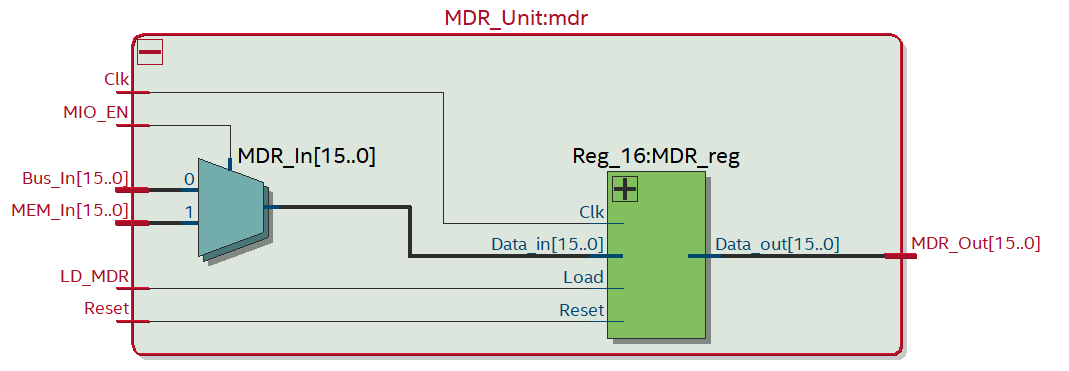 MDR_Unit:mdr
Clk
MIO_EN
MDR_In[15..0]
Reg_16:MDR_reg
Bus_In[15..0]
0
MEM_In[15..0]
1
Clk
Data_in[15..0]
Data_out[15..0]
MDR_Out[15..0]
LD_MDR
Load
Reset
Reset